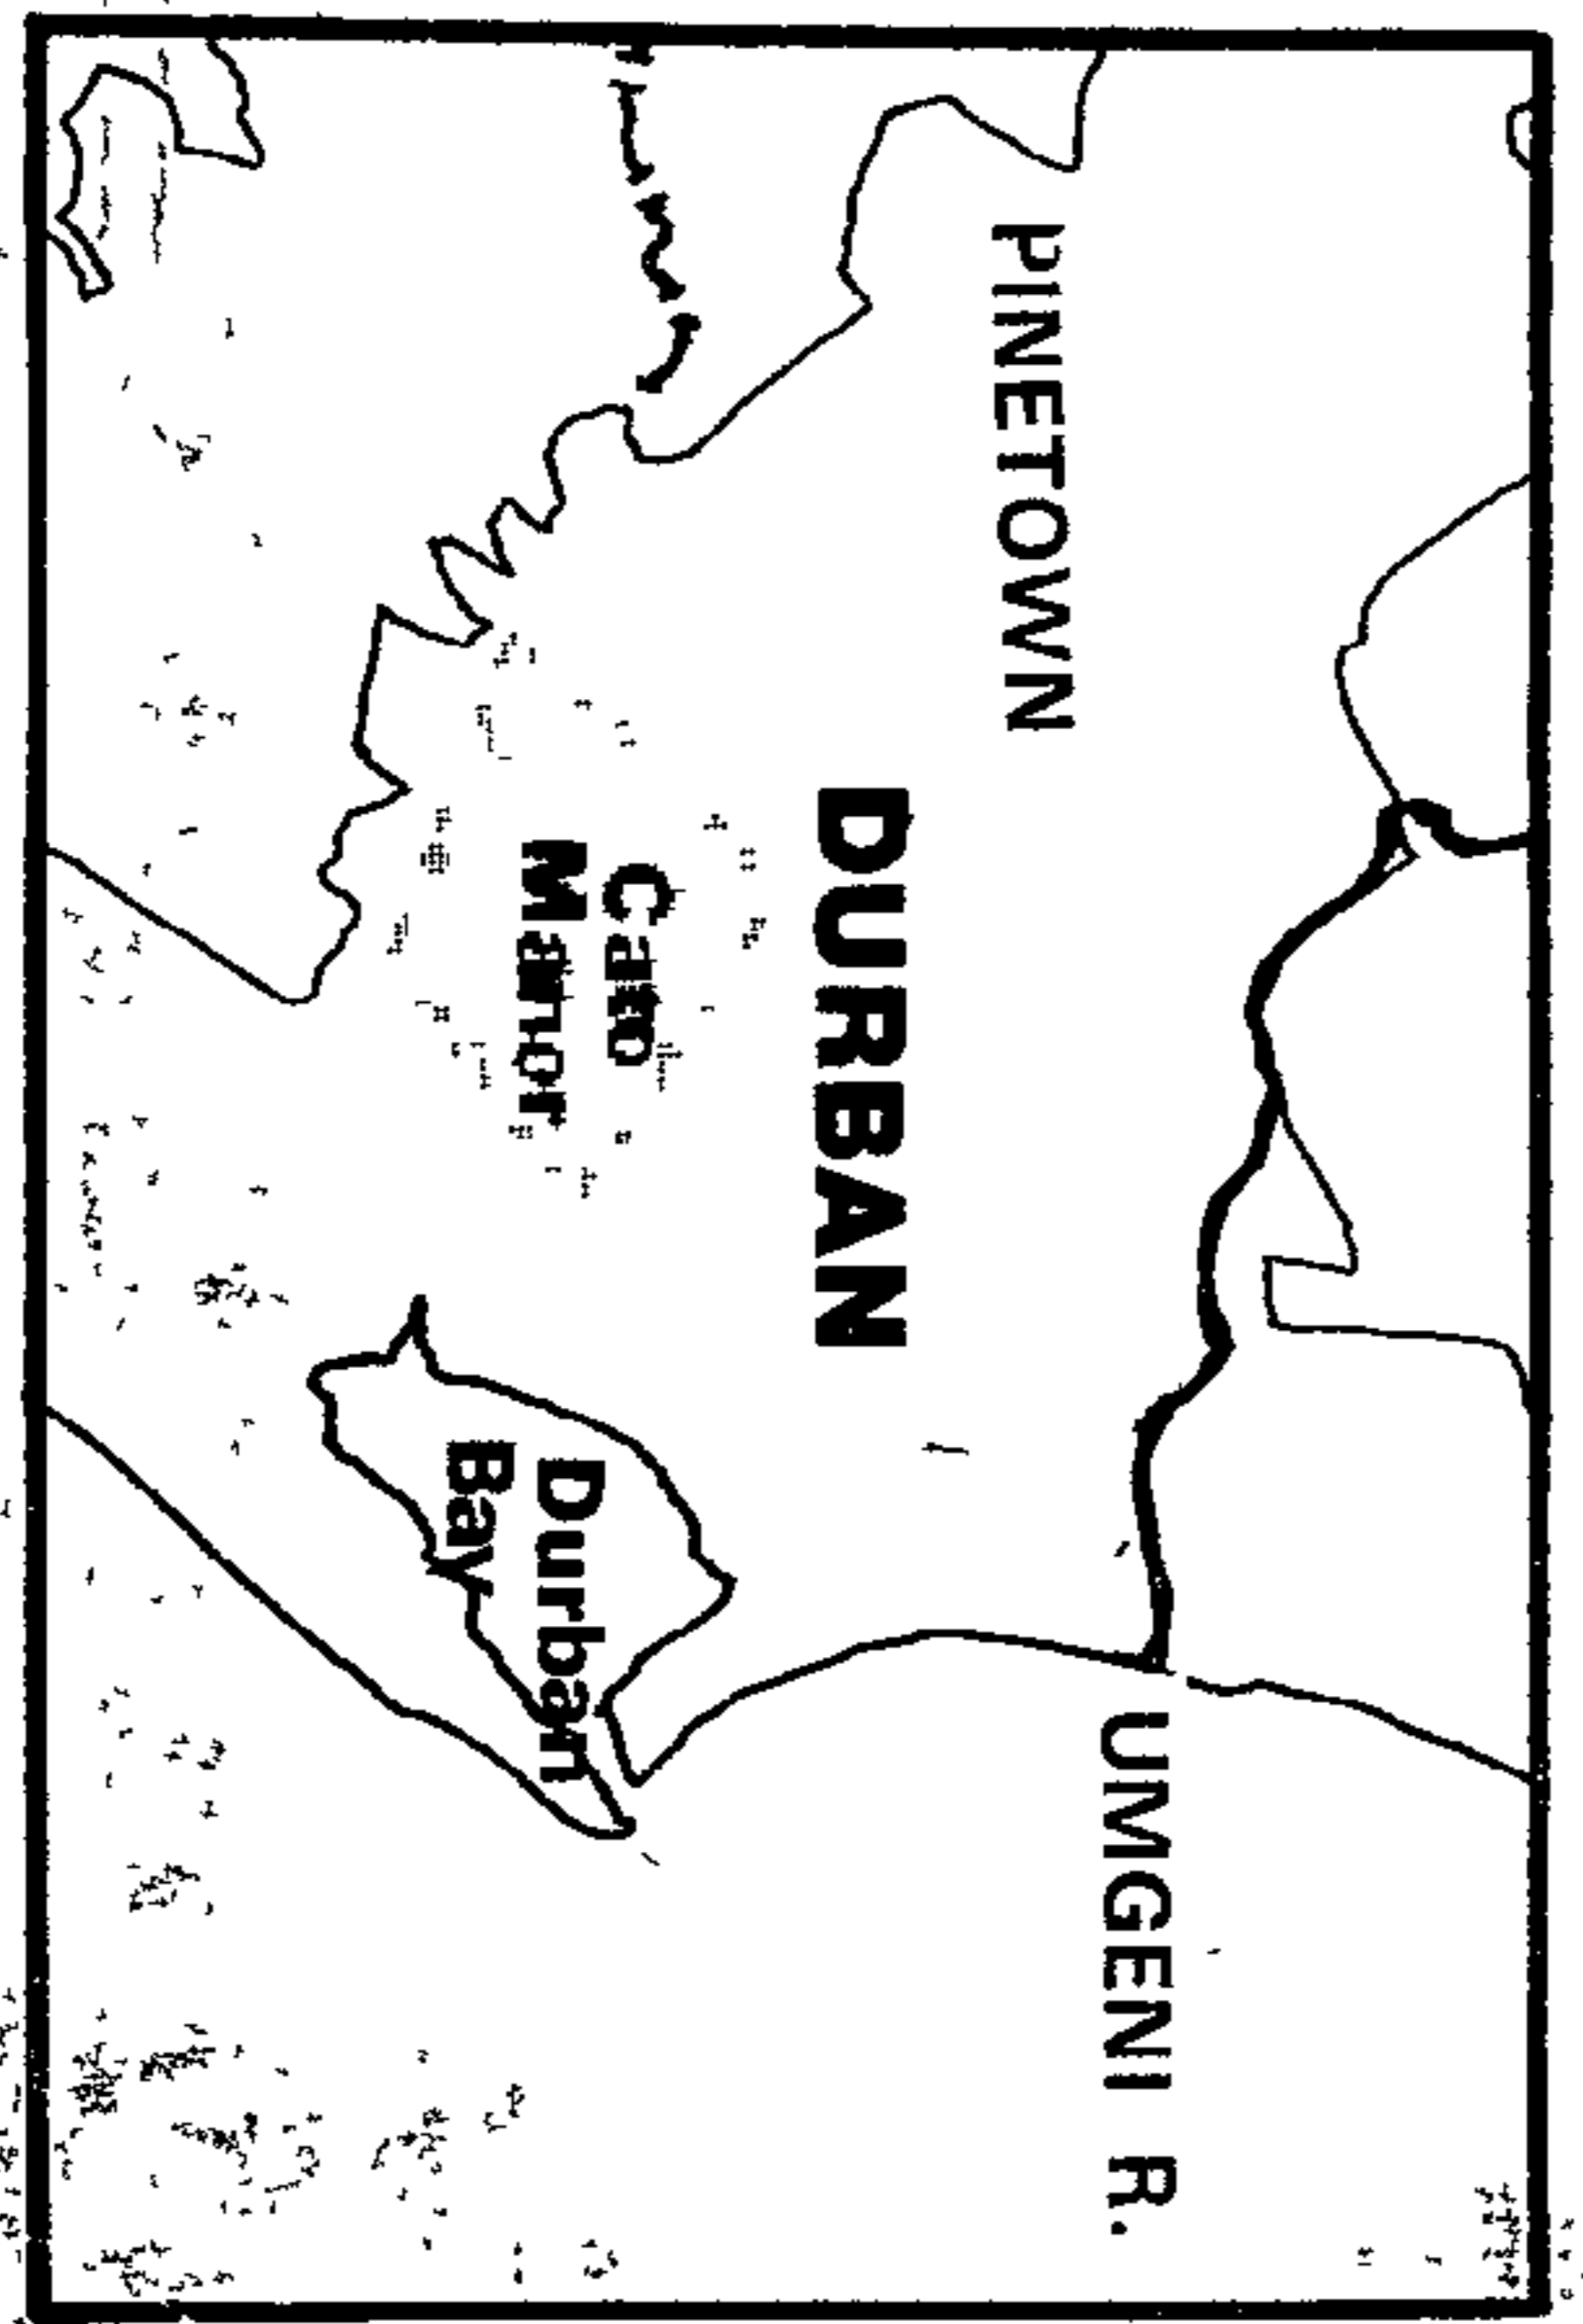 PINETOWN
UMGENI R.
DURBAN
Cato
Manor
Durban
Bay